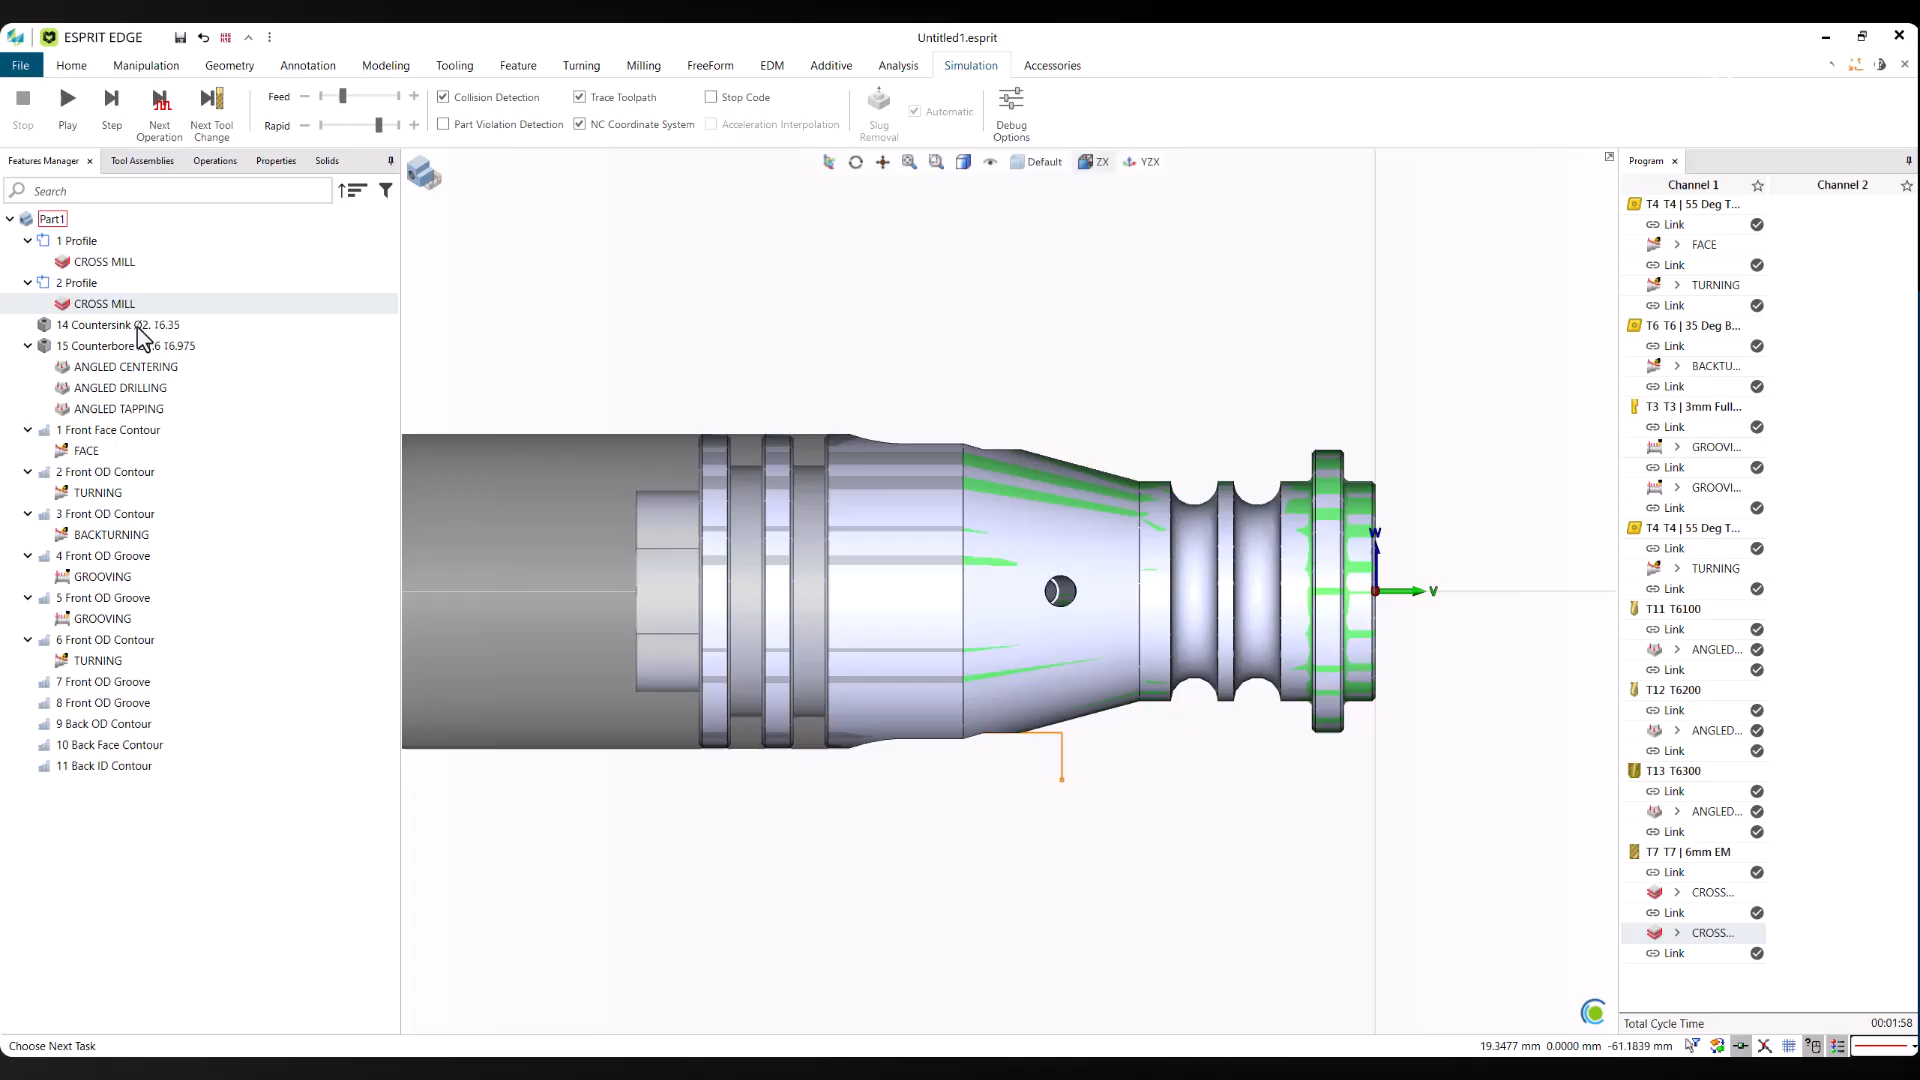 ESPRIT EDGE
Untitled1.esprit
File Home Manipulation Geometry Annotation Modeling Tooling Feature Turning Milling FreeForm EDM Additive Analysis Simulation Accessories
Stop
Play
Step
Next Operation
Next Tool Change
Feed
Rapid
Collision Detection
Trace Toolpath
Stop Code
Part Violation Detection
NC Coordinate System
Acceleration Interpolation
Slug Removal
Automatic
Debug Options
Features Manager Tool Assemblies Operations Properties Solids
Search
Part1
1 Profile
CROSS MILL
2 Profile
CROSS MILL
14 Countersink Ø2. 16.35
15 Counterbore
ANGLED CENTERING
ANGLED DRILLING
ANGLED TAPPING
1 Front Face Contour
FACE
2 Front OD Contour
TURNING
3 Front OD Contour
BACKTURNING
4 Front OD Groove
GROOVING
5 Front OD Groove
GROOVING
6 Front OD Contour
TURNING
7 Front OD Groove
8 Front OD Groove
9 Back OD Contour
10 Back Face Contour
11 Back ID Contour
Default ZX YZX
W
V
Program
Channel 1 Channel 2
T4 T4 | 55 Deg T...
Link
FACE
Link
TURNING
Link
T6 T6 | 35 Deg B...
Link
BACKTU...
Link
T3 T3 | 3mm Full...
Link
GROOVI...
Link
GROOVI...
Link
T4 T4 | 55 Deg T...
Link
TURNING
Link
T11 T6100
Link
ANGLED...
Link
T12 T6200
Link
ANGLED...
Link
T13 T6300
Link
ANGLED...
Link
T7 T7 | 6mm EM
Link
CROSS...
Link
CROSS...
Link
Total Cycle Time 00:01:58
Choose Next Task
19.3477 mm 0.0000 mm -61.1839 mm